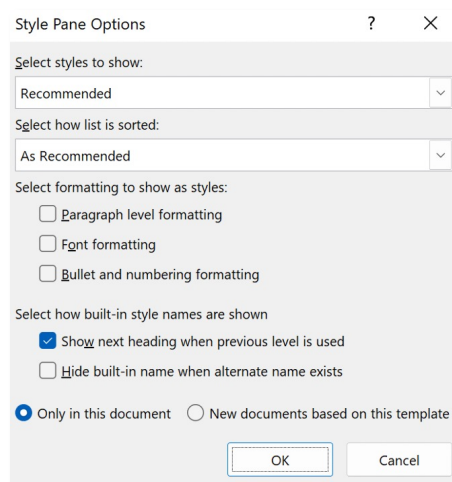 Style Pane Options ? X
Select styles to show:
Recommended
Select how list is sorted:
As Recommended
Select formatting to show as styles:
Paragraph level formatting
Font formatting
Bullet and numbering formatting
Select how built-in style names are shown
Show next heading when previous level is used
Hide built-in name when alternate name exists
Only in this document New documents based on this template
OK Cancel